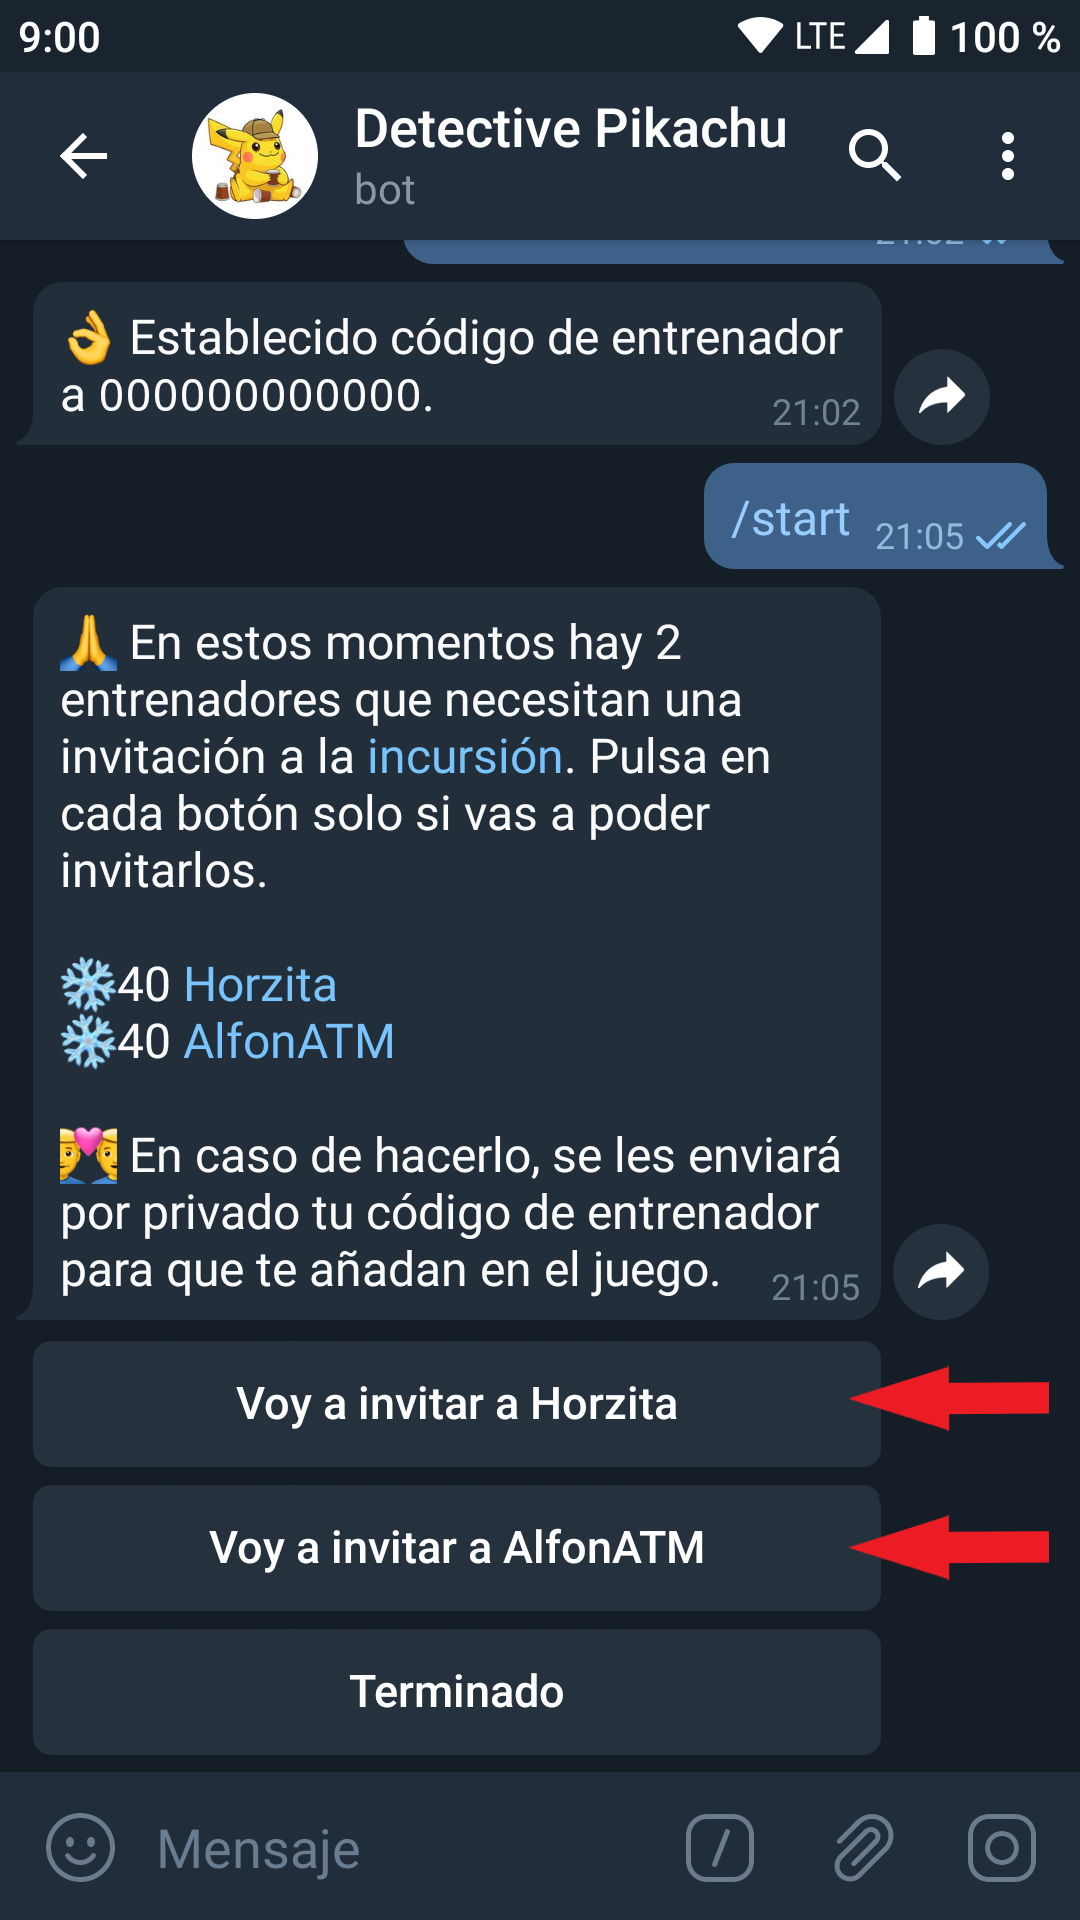 9:00 LTE 100 %
Detective Pikachu
bot
21:02
👌 Establecido código de entrenador
a 000000000000.
21:02
/start 21:05
🙏 En estos momentos hay 2
entrenadores que necesitan una
invitación a la incursión. Pulsa en
cada botón solo si vas a poder
invitarlos.
❄️40 Horzita
❄️40 AlfonATM
👨‍❤️‍👨 En caso de hacerlo, se les enviará
por privado tu código de entrenador
para que te añadan en el juego.
21:05
Voy a invitar a Horzita
Voy a invitar a AlfonATM
Terminado
Mensaje